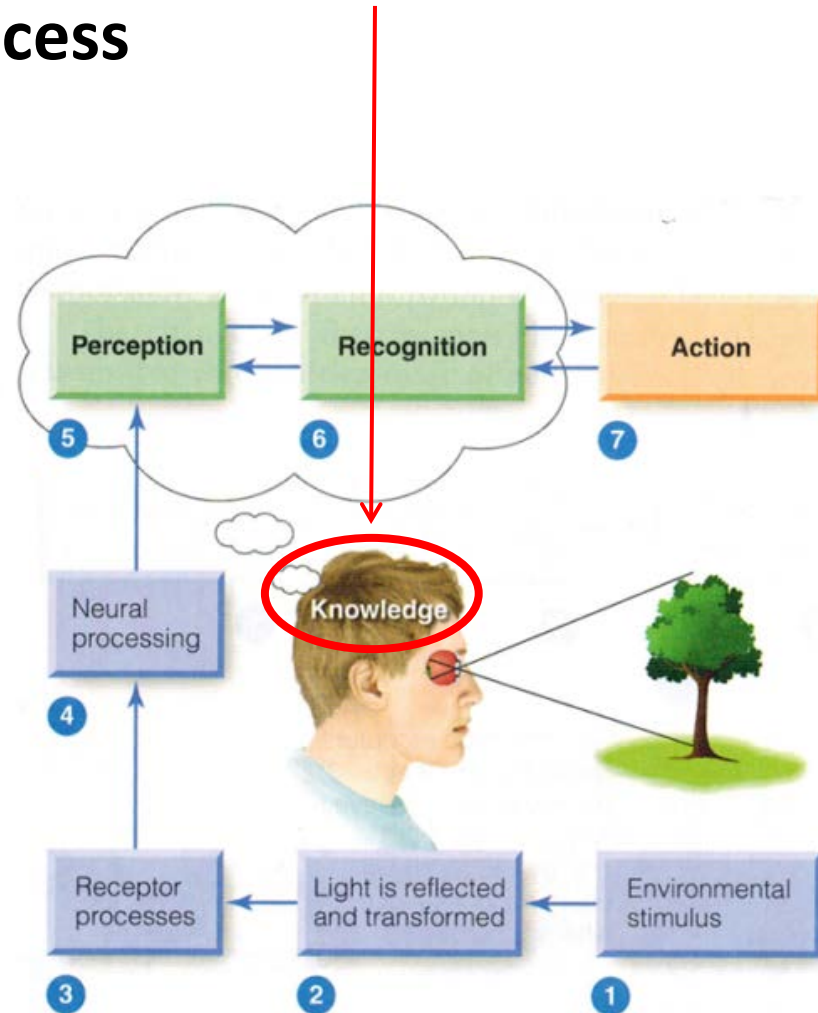 cess
Perception
Recognition
Action
5
6
7
Knowledge
Neural
processing
4
Receptor
processes
Light is reflected
and transformed
Environmental
stimulus
3
2
1